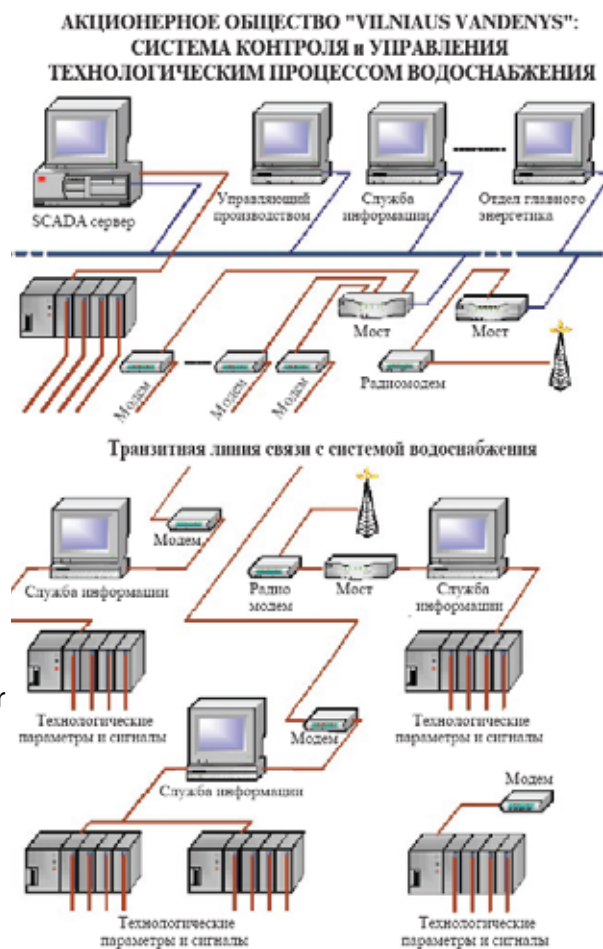 АКЦИОНЕРНОЕ ОБЩЕСТВО "VILNIAUS VANDENYS":
СИСТЕМА КОНТРОЛЯ и УПРАВЛЕНИЯ
ТЕХНОЛОГИЧЕСКИМ ПРОЦЕССОМ ВОДОСНАБЖЕНИЯ
SCADA сервер
Управляющий
производством
Служба
информации
Отдел главного
энергетика
Мост
Мост
Модем
Модем
Модем
Радиомодем
Транзитная линия связи с системой водоснабжения
Модем
Служба информации
Радио
модем
Мост
Служба
информации
r
Технологические
параметры и сигналы
Модем
Технологические
параметры и сигналы
Служба информации
Модем
Технологические
параметры и сигналы
Технологические
параметры и сигналы